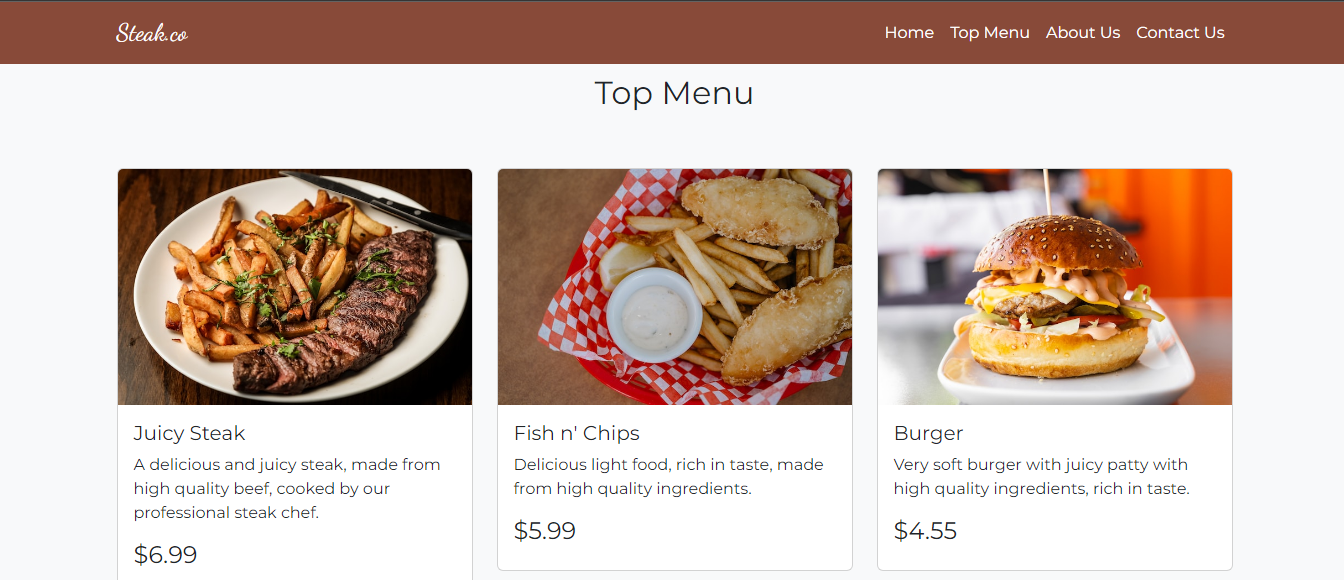 Steak.co
Home Top Menu About Us Contact Us
Top Menu
Juicy Steak
A delicious and juicy steak, made from
high quality beef, cooked by our
professional steak chef.
$6.99
Fish n' Chips
Delicious light food, rich in taste, made
from high quality ingredients.
$5.99
Burger
Very soft burger with juicy patty with
high quality ingredients, rich in taste.
$4.55